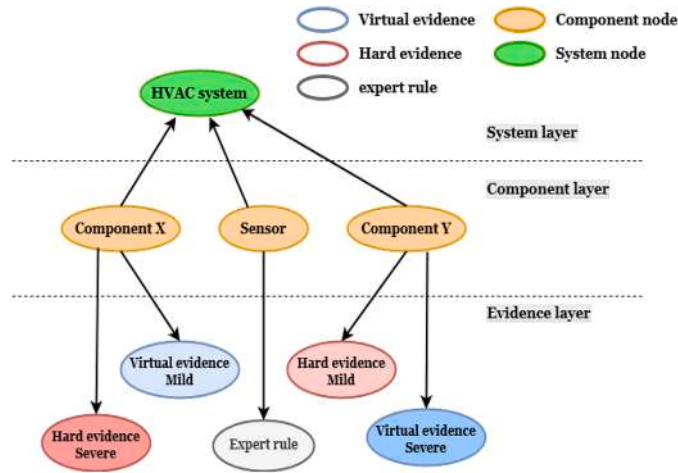 Virtual evidence
Component node
Hard evidence
System node
expert rule
HVAC system
System layer
Component layer
Component X
Sensor
Component Y
Evidence layer
Virtual evidence
Mild
Hard evidence
Mild
Hard evidence
Severe
Expert rule
Virtual evidence
Severe